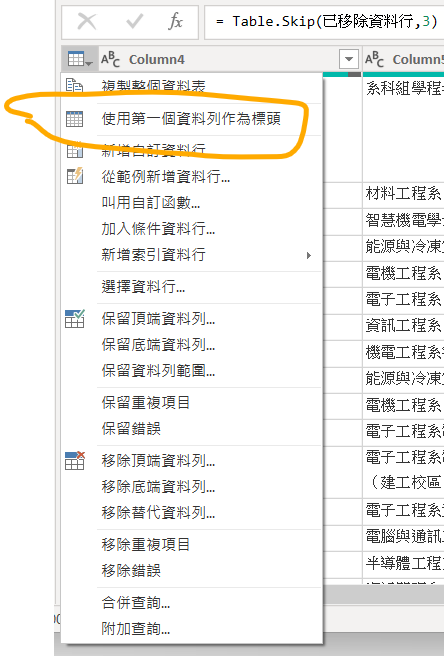 = Table.Skip(已移除資料行,3)
Column4
Column5
複製整個資料表
使用第一個資料列作為標頭
新增自訂資料行...
從範例新增資料行...
叫用自訂函數...
加入條件資料行...
新增索引資料行
選擇資料行...
保留頂端資料列...
保留底端資料列...
保留資料列範圍...
保留重複項目
保留錯誤
移除頂端資料列...
移除底端資料列...
移除替代資料列...
移除重複項目
移除錯誤
合併查詢...
附加查詢...
系科組學程
材料工程系
智慧機電學
能源與冷凍
電機工程系
電子工程系
資訊工程系
機電工程系
能源與冷凍
電機工程系
電子工程系
電子工程系
（建工校區
電子工程系
電腦與通訊
半導體工程